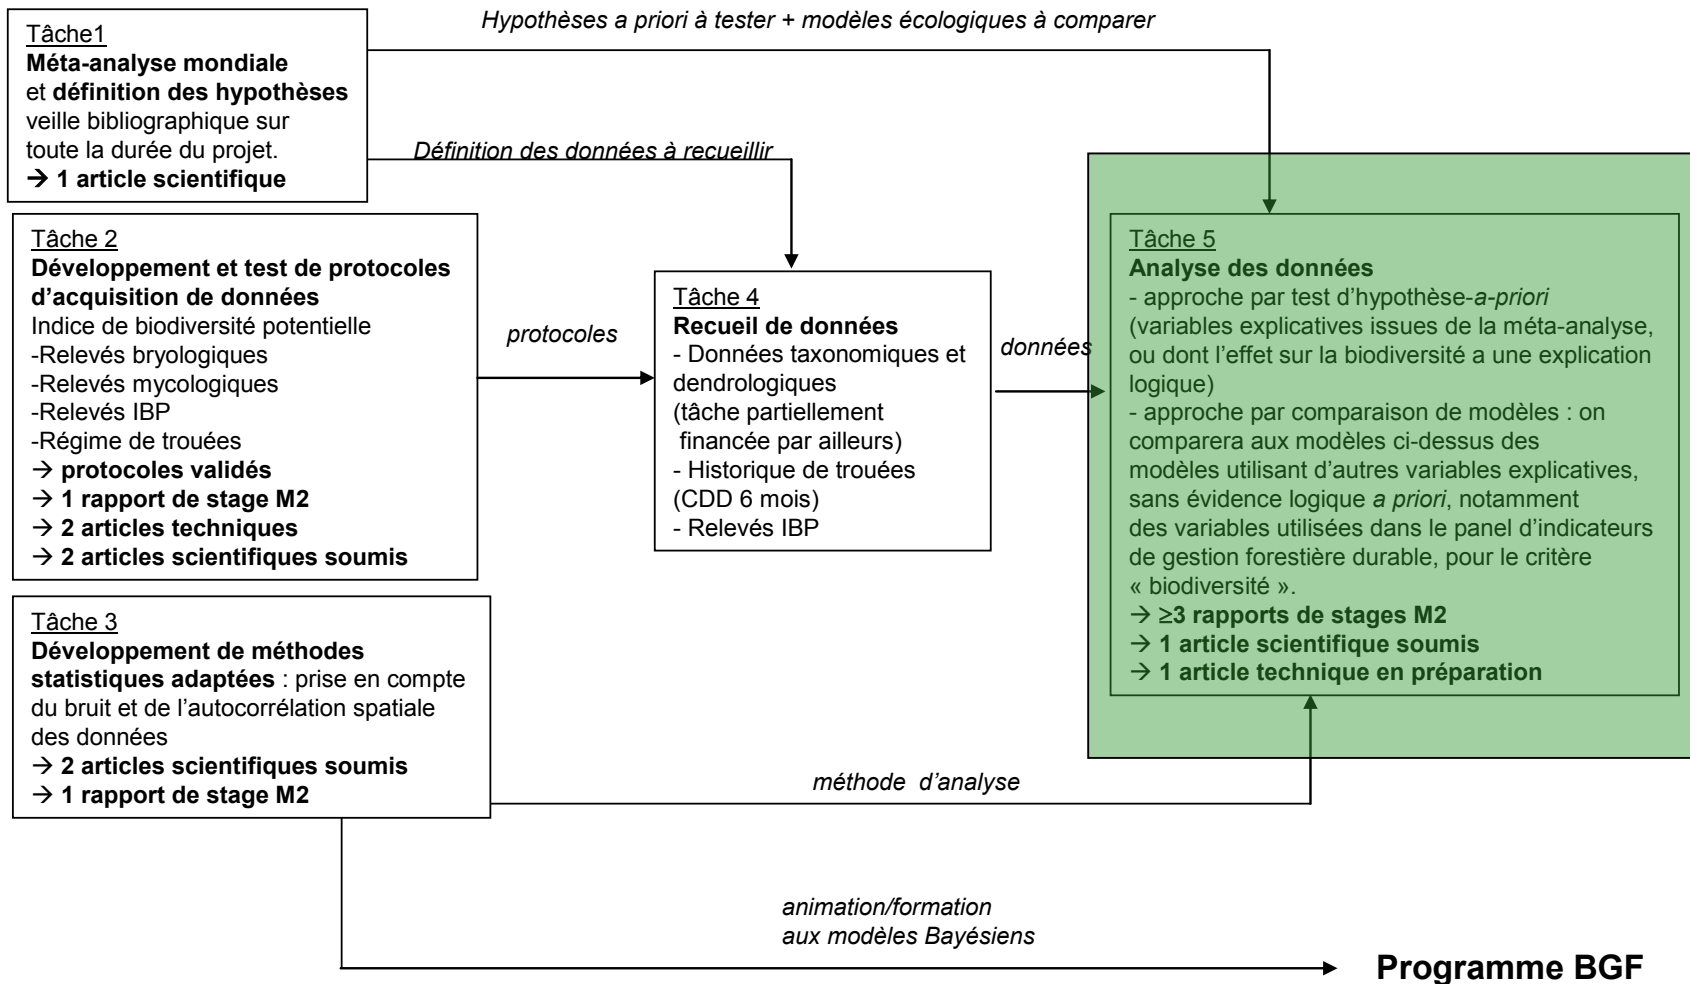 Hypothèses a priori à tester + modèles écologiques à comparer
Tâche1
Méta-analyse mondiale
et définition des hypothèses
veille bibliographique sur
toute la durée du projet.
→ 1 article scientifique
Définition des données à recueillir
Tâche 2
Développement et test de protocoles
d’acquisition de données
Indice de biodiversité potentielle
-Relevés bryologiques
-Relevés mycologiques
-Relevés IBP
-Régime de trouées
→ protocoles validés
→ 1 rapport de stage M2
→ 2 articles techniques
→ 2 articles scientifiques soumis
protocoles
Tâche 4
Recueil de données
- Données taxonomiques et
dendrologiques
(tâche partiellement
financée par ailleurs)
- Historique de trouées
(CDD 6 mois)
- Relevés IBP
données
Tâche 5
Analyse des données
- approche par test d’hypothèse-a-priori
(variables explicatives issues de la méta-analyse,
ou dont l’effet sur la biodiversité a une explication
logique)
- approche par comparaison de modèles : on
comparera aux modèles ci-dessus des
modèles utilisant d’autres variables explicatives,
sans évidence logique a priori, notamment
des variables utilisées dans le panel d’indicateurs
de gestion forestière durable, pour le critère
« biodiversité ».
→ ≥3 rapports de stages M2
→ 1 article scientifique soumis
→ 1 article technique en préparation
Tâche 3
Développement de méthodes
statistiques adaptées : prise en compte
du bruit et de l’autocorrélation spatiale
des données
→ 2 articles scientifiques soumis
→ 1 rapport de stage M2
méthode d’analyse
animation/formation
aux modèles Bayésiens
Programme BGF